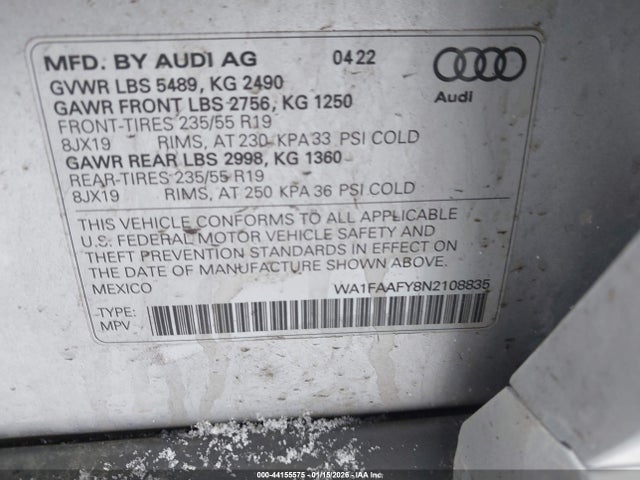 MFD. BY AUDI AG 04 22
GVWR LBS 5489, KG 2490
GAWR FRONT LBS 2756, KG 1250
Audi
FRONT-TIRES 235/55 R19
8JX19 RIMS, AT 230 KPA 33 PSI COLD
GAWR REAR LBS 2998, KG 1360
REAR-TIRES 235/55 R19
8JX19 RIMS, AT 250 KPA 36 PSI COLD
THIS VEHICLE CONFORMS TO ALL APPLICABLE
U.S. FEDERAL MOTOR VEHICLE SAFETY AND
THEFT PREVENTION STANDARDS IN EFFECT ON
THE DATE OF MANUFACTURE SHOWN ABOVE.
MEXICO WA1FAAFY8N2108835
TYPE:
MPV
000-44155575 - 01/15/2026 - IAA Inc.